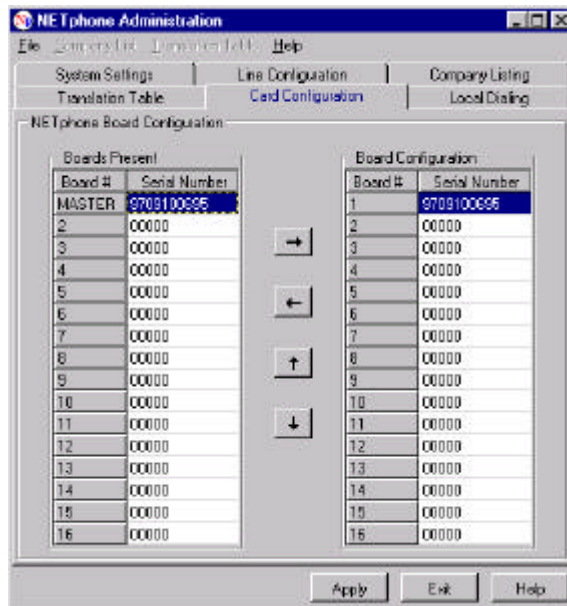 NETphone Administration
File Company List Translation Table Help
System Settings Line Configuration Company Listing
Translation Table Card Configuration Local Dialing
NETphone Board Configuration
Boards Present Board Configuration
Board # Serial Number Board # Serial Number
MASTER 9709100695 1 9709100695
2 00000 2 00000
3 00000 3 00000
4 00000 4 00000
5 00000 5 00000
6 00000 6 00000
7 00000 7 00000
8 00000 8 00000
9 00000 9 00000
10 00000 10 00000
11 00000 11 00000
12 00000 12 00000
13 00000 13 00000
14 00000 14 00000
15 00000 15 00000
16 00000 16 00000
Apply Exit Help